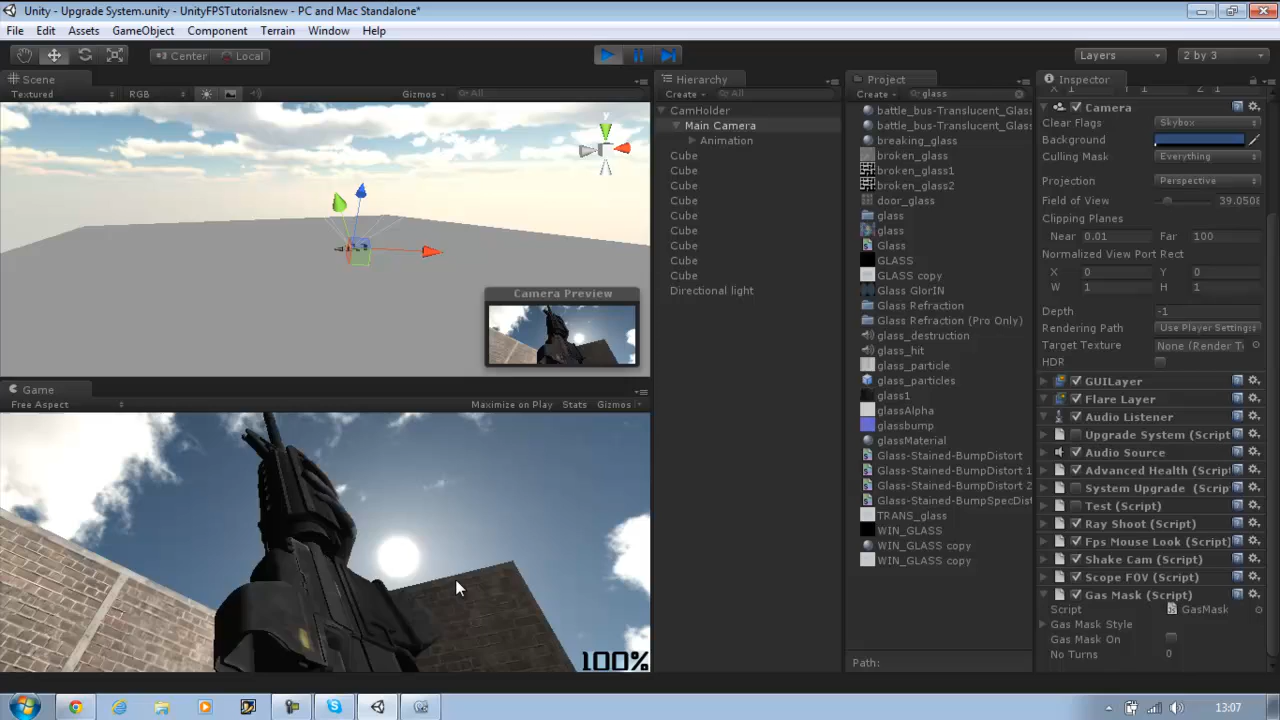 Unity - Upgrade System.unity - UnityFPSTutorialsnew - PC and Mac Standalone*
File Edit Assets GameObject Component Terrain Window Help
Center Local Layers 2 by 3
Scene
Textured RGB Gizmos All
Camera Preview
Game
Free Aspect Maximize on Play Stats Gizmos
100%
Hierarchy
Create All
CamHolder
Main Camera
Animation
Cube
Cube
Cube
Cube
Cube
Cube
Cube
Cube
Cube
Directional light
Project
Create glass
battle_bus-Translucent_Glass
battle_bus-Translucent_Glass
breaking_glass
broken_glass
broken_glass1
broken_glass2
door_glass
glass
glass
Glass
GLASS
GLASS copy
Glass GlorIN
Glass Refraction
Glass Refraction (Pro Only)
glass_destruction
glass_hit
glass_particle
glass_particles
glass1
glassAlpha
glassbump
glassMaterial
Glass-Stained-BumpDistort
Glass-Stained-BumpDistort 1
Glass-Stained-BumpDistort 2
Glass-Stained-BumpSpecDist
TRANS_glass
WIN_GLASS
WIN_GLASS copy
WIN_GLASS copy
Path:
Inspector
X 1 Y 1 Z 1
Camera
Clear Flags Skybox
Background
Culling Mask Everything
Projection Perspective
Field of View 39.0508
Clipping Planes
Near 0.01 Far 100
Normalized View Port Rect
X 0 Y 0
W 1 H 1
Depth -1
Rendering Path Use Player Settings
Target Texture None (Render T
HDR
GUILayer
Flare Layer
Audio Listener
Upgrade System (Script
Audio Source
Advanced Health (Script
System Upgrade (Script
Test (Script)
Ray Shoot (Script)
Fps Mouse Look (Script)
Shake Cam (Script)
Scope FOV (Script)
Gas Mask (Script)
Script GasMask
Gas Mask Style
Gas Mask On
No Turns 0
13:07